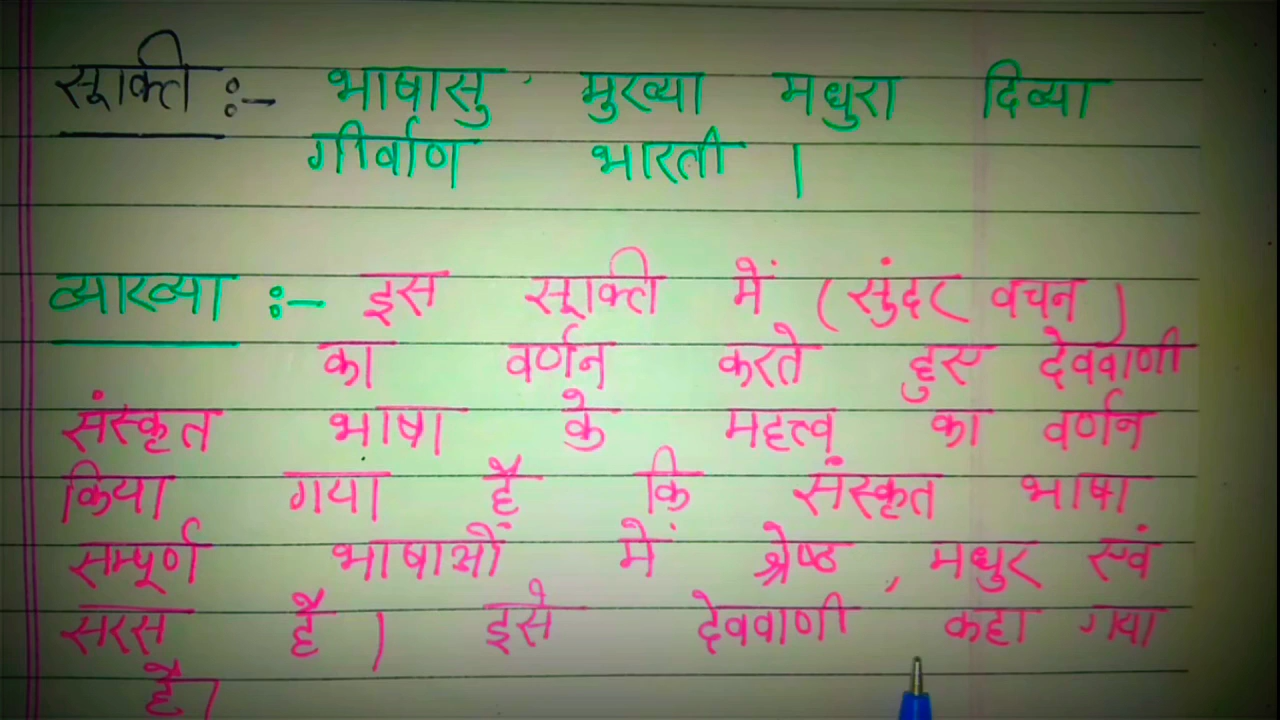 सूक्ति :- भाषासु मुख्या मधुरा दिव्या
गीर्वाण भारती ।
व्याख्या :- इस सूक्ति में (सुंदर वचन)
का वर्णन करते हुए देववाणी
संस्कृत भाषा के महत्त्व का वर्णन
किया गया है कि संस्कृत भाषा
सम्पूर्ण भाषाओं में श्रेष्ठ, मधुर एवं
सरस है । इसे देववाणी कहा गया
है।